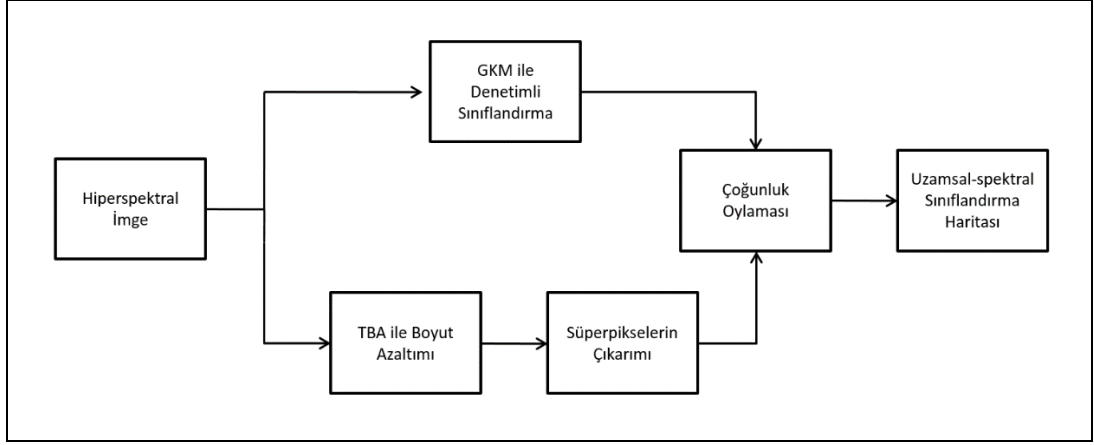 Hiperspektral
İmge
GKM ile
Denetimli
Sınıflandırma
TBA ile Boyut
Azaltımı
Süperpikselerin
Çıkarımı
Çoğunluk
Oylaması
Uzamsal-spektral
Sınıflandırma
Haritası